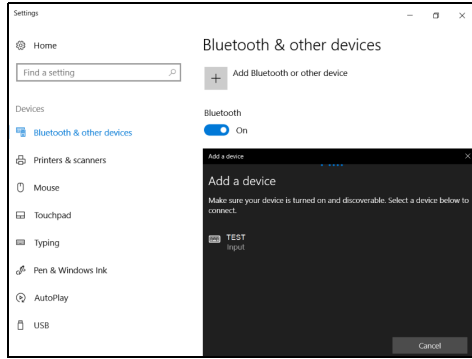 Settings
Home
Find a setting
Devices
Bluetooth & other devices
Printers & scanners
Mouse
Touchpad
Typing
Pen & Windows Ink
AutoPlay
USB
Bluetooth & other devices
Add Bluetooth or other device
Bluetooth
On
Add a device
Add a device
Make sure your device is turned on and discoverable. Select a device below to
connect.
TEST
Input
Cancel